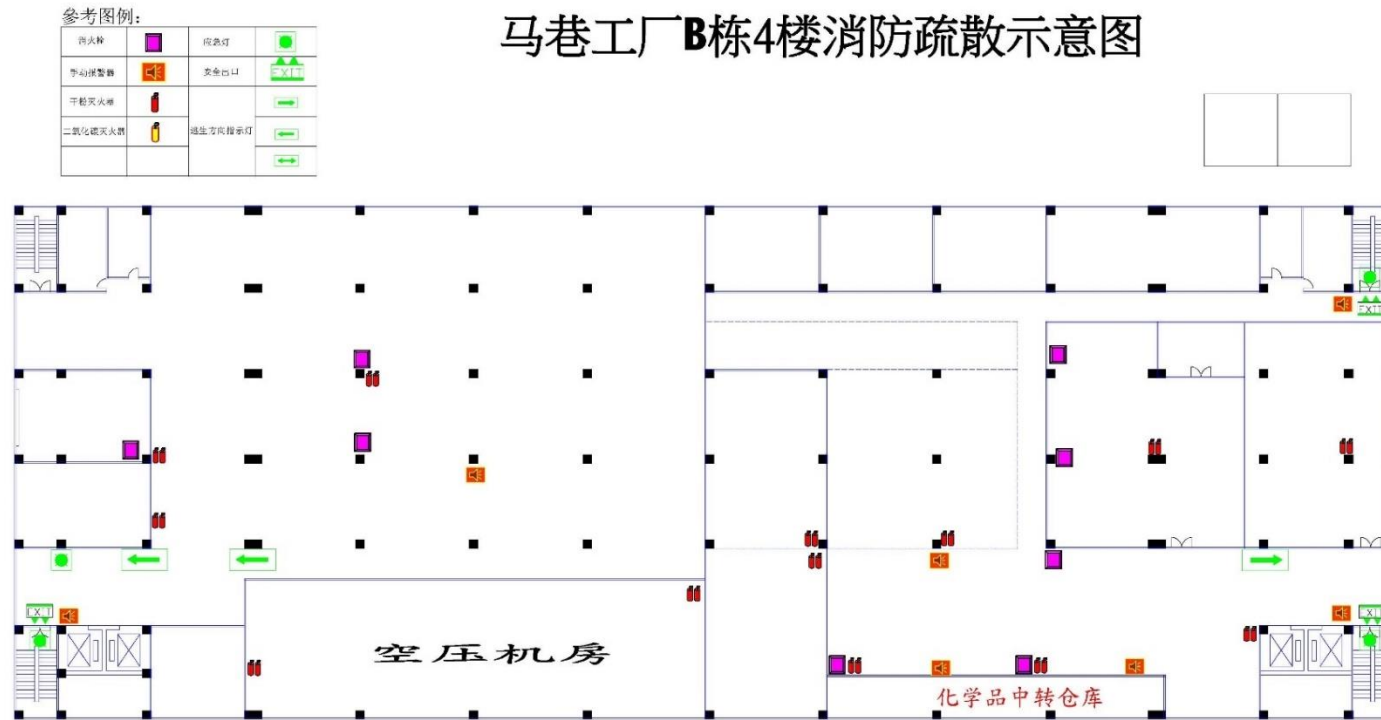 参考图例：
马巷工厂B栋4楼消防疏散示意图
消火栓
应急灯
手动报警器
安全出口
EXIT
干粉灭火器
二氧化碳灭火器
逃生方向指示灯
EXIT
EXIT
EXIT
空压机房
化学品中转仓库